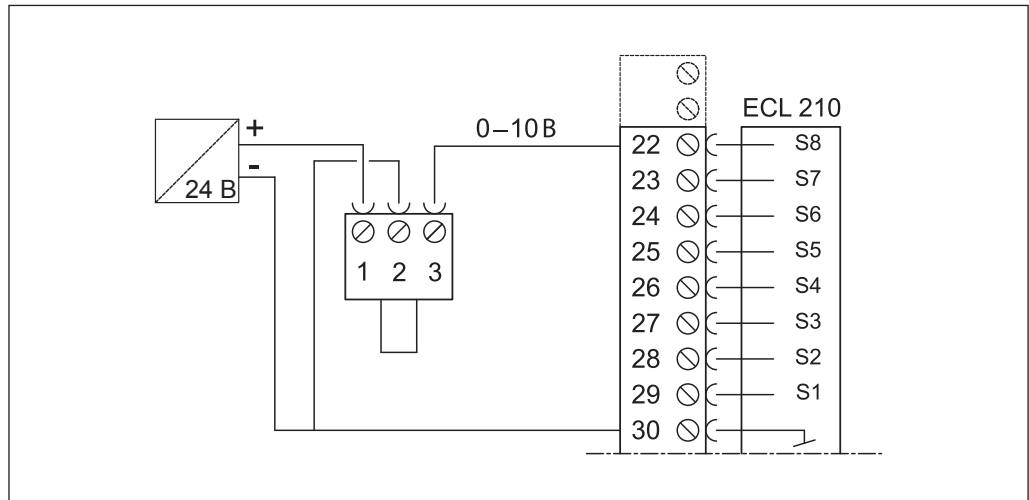 ECL 210
+
0–10 В
22 S8
-
23 S7
24 В
24 S6
25 S5
1 2 3
26 S4
27 S3
28 S2
29 S1
30